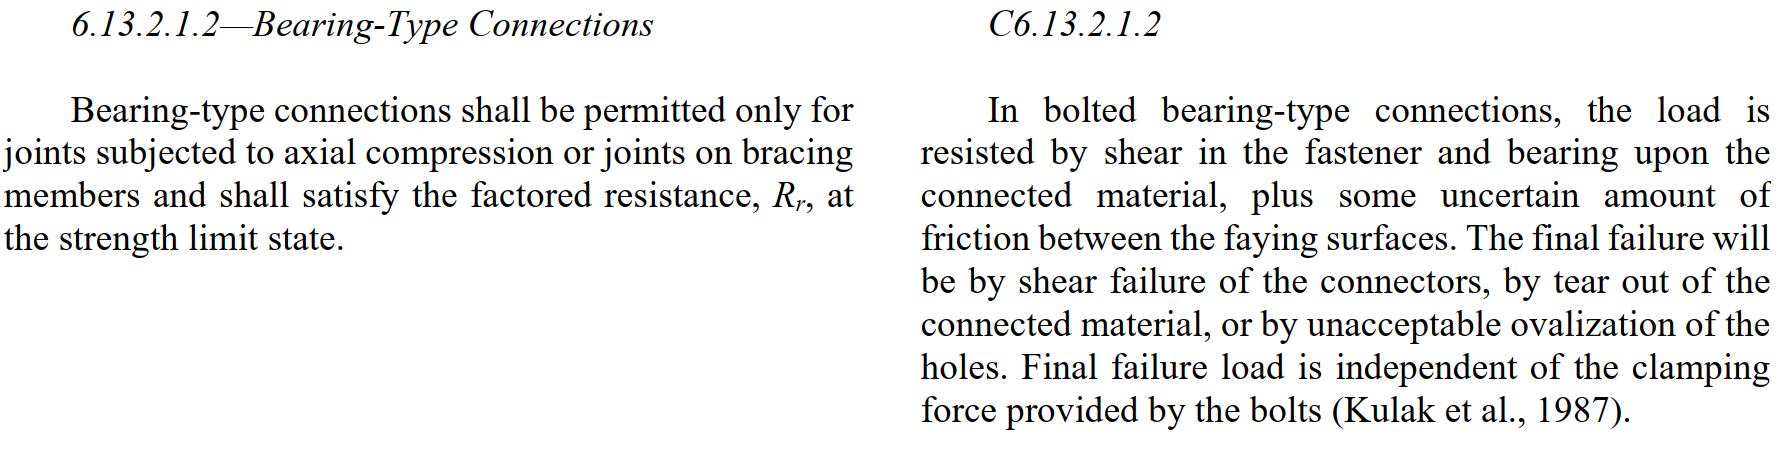 6.13.2.1.2—Bearing-Type Connections
Bearing-type connections shall be permitted only for
joints subjected to axial compression or joints on bracing
members and shall satisfy the factored resistance, Rr, at
the strength limit state.
C6.13.2.1.2
In bolted bearing-type connections, the load is
resisted by shear in the fastener and bearing upon the
connected material, plus some uncertain amount of
friction between the faying surfaces. The final failure will
be by shear failure of the connectors, by tear out of the
connected material, or by unacceptable ovalization of the
holes. Final failure load is independent of the clamping
force provided by the bolts (Kulak et al., 1987).